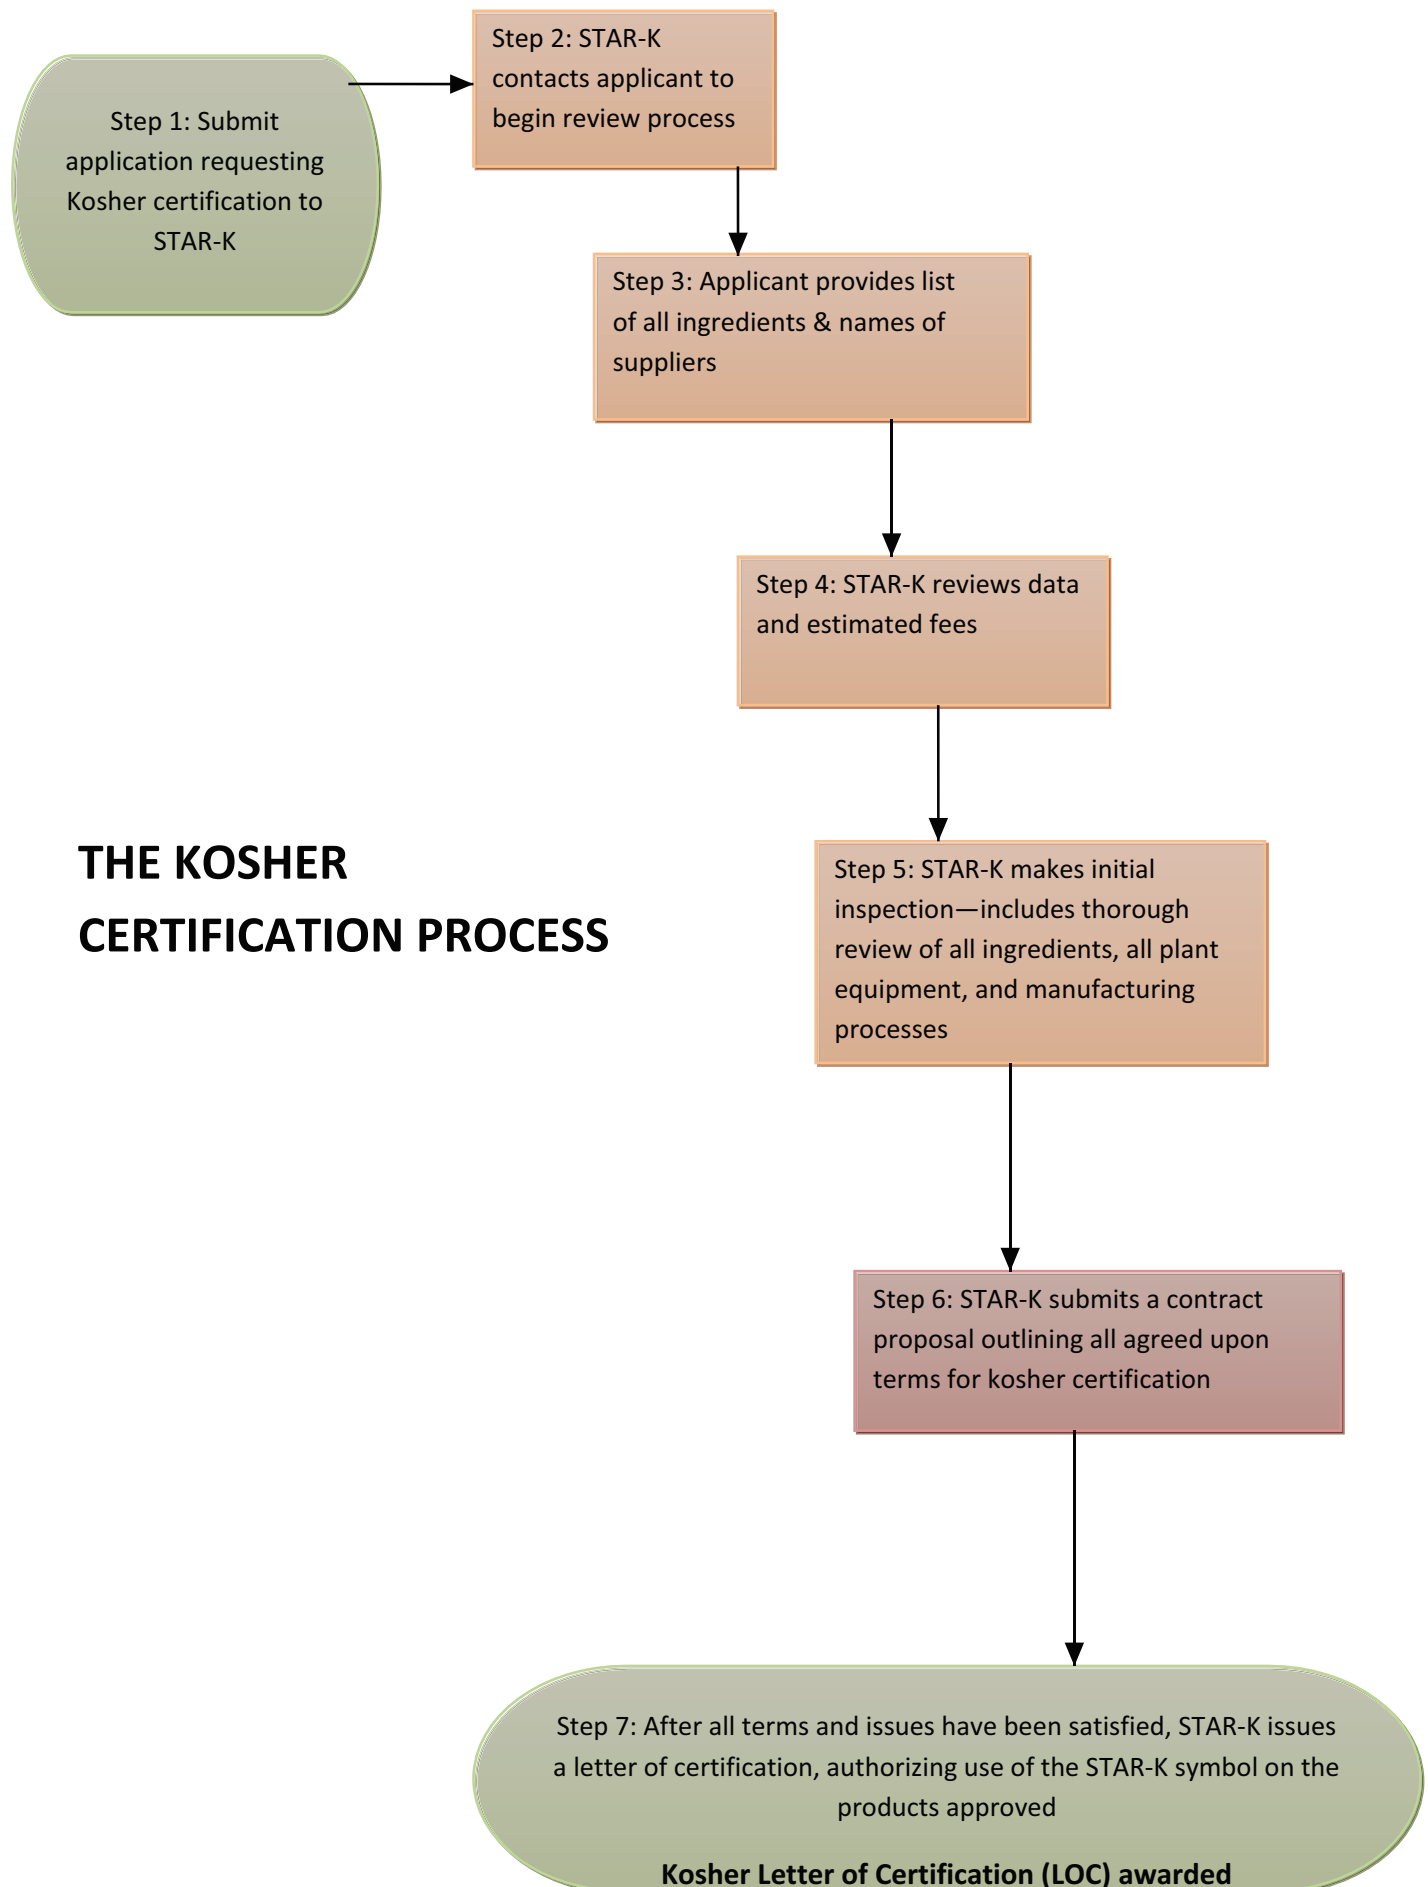 Step 1: Submit
application requesting
Kosher certification to
STAR-K
Step 2: STAR-K
contacts applicant to
begin review process
Step 3: Applicant provides list
of all ingredients & names of
suppliers
Step 4: STAR-K reviews data
and estimated fees
THE KOSHER
CERTIFICATION PROCESS
Step 5: STAR-K makes initial
inspection—includes thorough
review of all ingredients, all plant
equipment, and manufacturing
processes
Step 6: STAR-K submits a contract
proposal outlining all agreed upon
terms for kosher certification
Step 7: After all terms and issues have been satisfied, STAR-K issues
a letter of certification, authorizing use of the STAR-K symbol on the
products approved
Kosher Letter of Certification (LOC) awarded